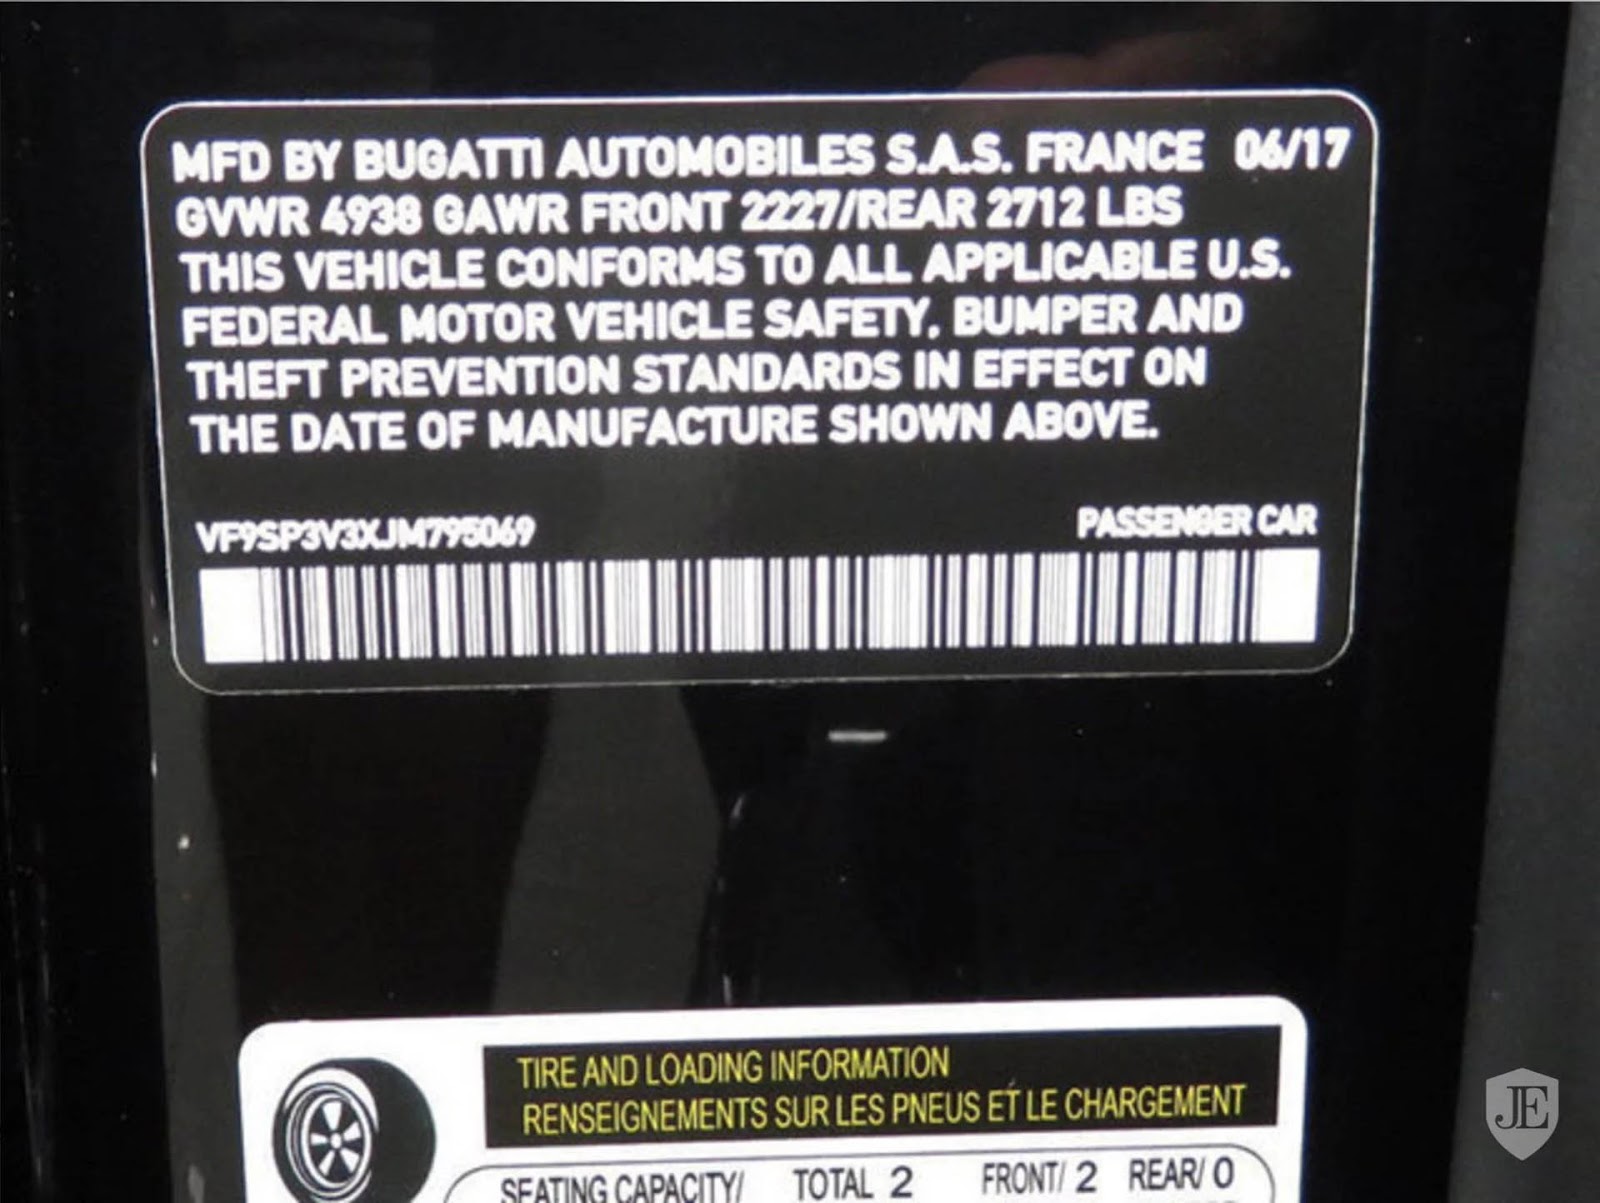 MFD BY BUGATTI AUTOMOBILES S.A.S. FRANCE 06/17
GVWR 4938 GAWR FRONT 2227/REAR 2712 LBS
THIS VEHICLE CONFORMS TO ALL APPLICABLE U.S.
FEDERAL MOTOR VEHICLE SAFETY, BUMPER AND
THEFT PREVENTION STANDARDS IN EFFECT ON
THE DATE OF MANUFACTURE SHOWN ABOVE.
VF9SP3V3XJM795069 PASSENGER CAR
TIRE AND LOADING INFORMATION
RENSEIGNEMENTS SUR LES PNEUS ET LE CHARGEMENT
SEATING CAPACITY/ TOTAL 2 FRONT/ 2 REAR/ 0
JE